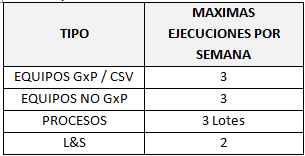 TIPO
MAXIMAS
EJECUCIONES POR
SEMANA
EQUIPOS GxP / CSV 3
EQUIPOS NO GxP 3
PROCESOS 3 Lotes
L&S 2